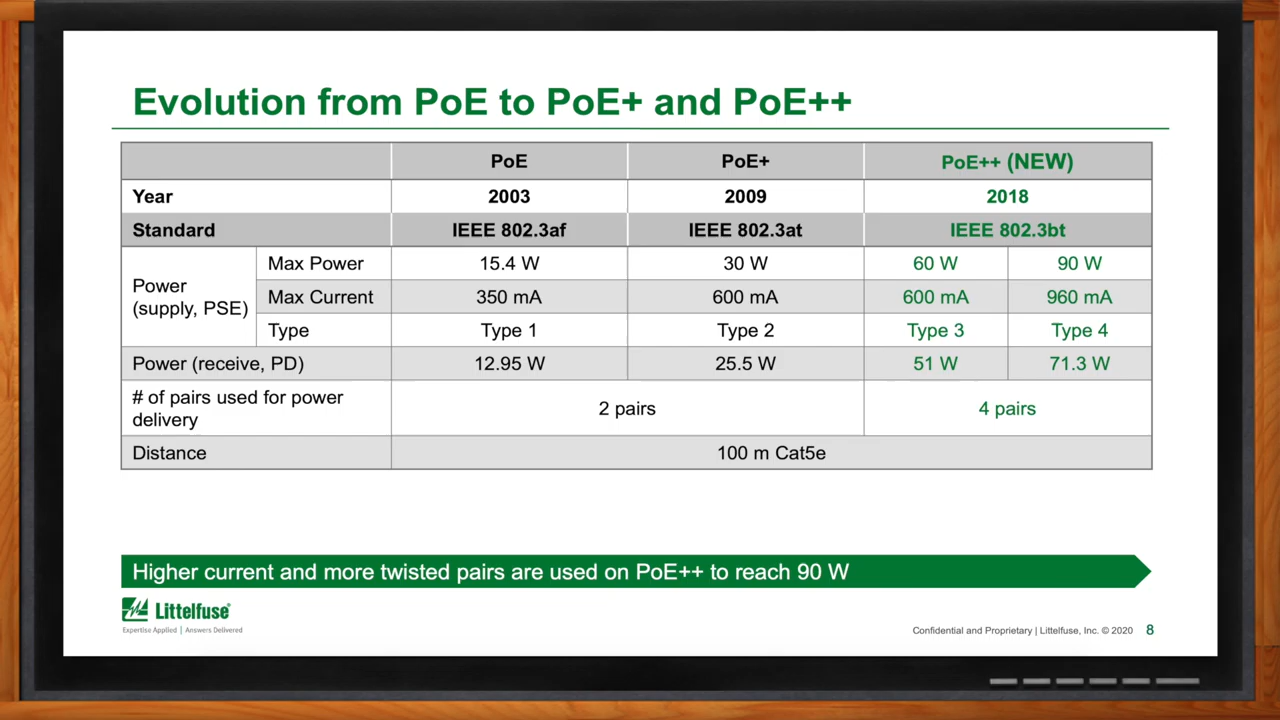 Evolution from PoE to PoE+ and PoE++
PoE PoE+ PoE++ (NEW)
Year 2003 2009 2018
Standard IEEE 802.3af IEEE 802.3at IEEE 802.3bt
Power
(supply, PSE)
Max Power 15.4 W 30 W 60 W 90 W
Max Current 350 mA 600 mA 600 mA 960 mA
Type Type 1 Type 2 Type 3 Type 4
Power (receive, PD) 12.95 W 25.5 W 51 W 71.3 W
# of pairs used for power
delivery
2 pairs 4 pairs
Distance 100 m Cat5e
Higher current and more twisted pairs are used on PoE++ to reach 90 W
Littelfuse®
Expertise Applied | Answers Delivered
Confidential and Proprietary | Littelfuse, Inc. © 2020 8